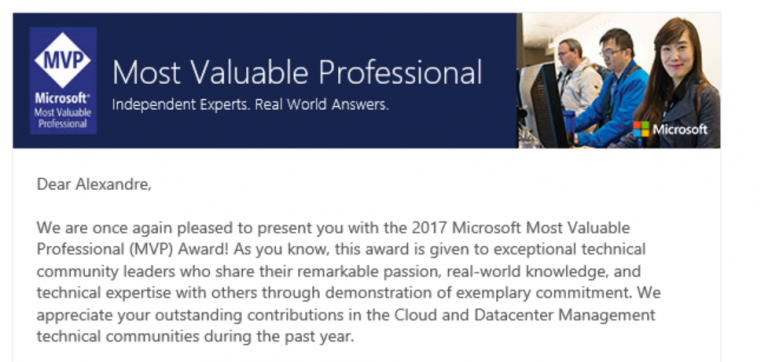 MVP
Microsoft®
Most Valuable
Professional
Most Valuable Professional
Independent Experts. Real World Answers.
Microsoft
Dear Alexandre,
We are once again pleased to present you with the 2017 Microsoft Most Valuable
Professional (MVP) Award! As you know, this award is given to exceptional technical
community leaders who share their remarkable passion, real-world knowledge, and
technical expertise with others through demonstration of exemplary commitment. We
appreciate your outstanding contributions in the Cloud and Datacenter Management
technical communities during the past year.